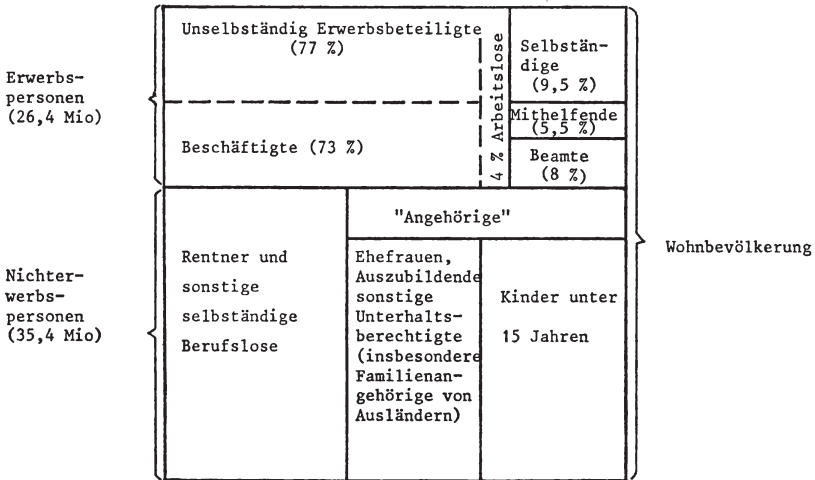 Erwerbs-
personen
(26,4 Mio)
Unselbständig Erwerbsbeteiligte
(77 %)
Beschäftigte (73 %)
4 % Arbeitslose
Selbstän-
dige
(9,5 %)
Mithelfende
(5,5 %)
Beamte
(8 %)
Nichter-
werbs-
personen
(35,4 Mio)
Rentner und
sonstige
selbständige
Berufslose
"Angehörige"
Ehefrauen,
Auszubildende
sonstige
Unterhalts-
berechtigte
(insbesondere
Familienan-
gehörige von
Ausländern)
Kinder unter
15 Jahren
Wohnbevölkerung